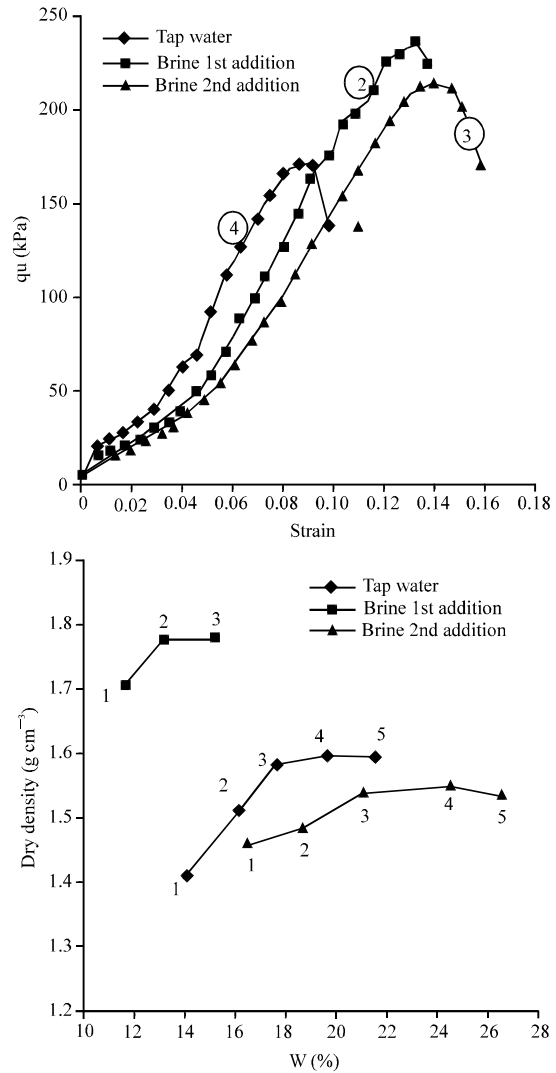 250
200
150
100
50
0
qu (kPa)
Tap water
Brine 1st addition
Brine 2nd addition
2
3
4
0 0.02 0.04 0.06 0.08 0.10 0.12 0.14 0.16 0.18
Strain
1.9
1.8
1.7
1.6
1.5
1.4
1.3
1.2
Dry density (g cm⁻³)
Tap water
Brine 1st addition
Brine 2nd addition
1 2 3
1 2 3 4 5
1 2 3 4 5
10 12 14 16 18 20 22 24 26 28
W (%)